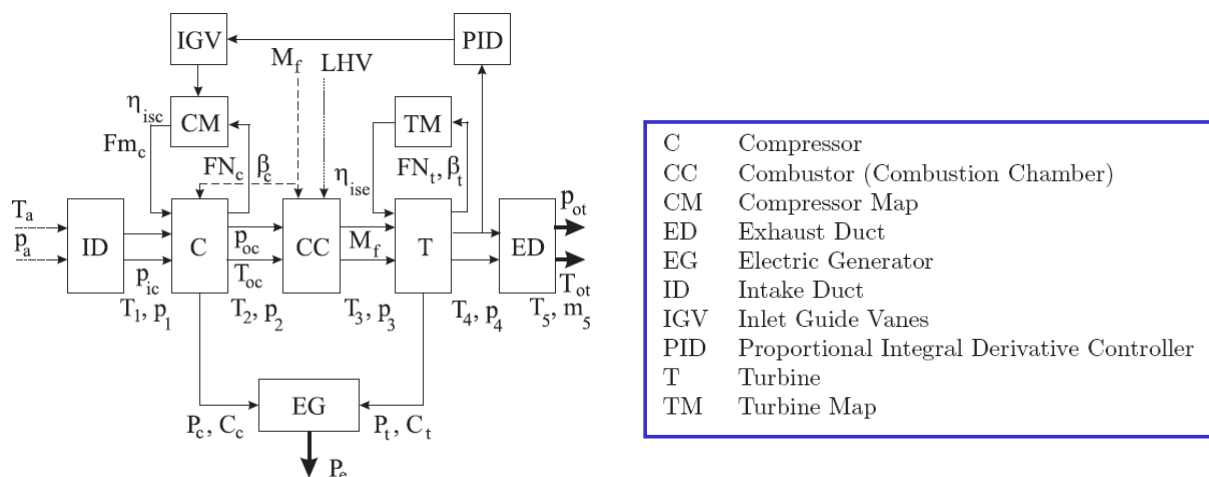 IGV
PID
M_f
LHV
η_isc
CM
TM
Fm_c
FN_c
β_c
η_ise
FN_t, β_t
p_ot
T_a
p_a
ID
C
p_oc
CC
M_f
T
ED
p_ic
T_oc
T_ot
T_1, p_1
T_2, p_2
T_3, p_3
T_4, p_4
T_5, m_5
EG
P_c, C_c
P_t, C_t
P_e
C Compressor
CC Combustor (Combustion Chamber)
CM Compressor Map
ED Exhaust Duct
EG Electric Generator
ID Intake Duct
IGV Inlet Guide Vanes
PID Proportional Integral Derivative Controller
T Turbine
TM Turbine Map